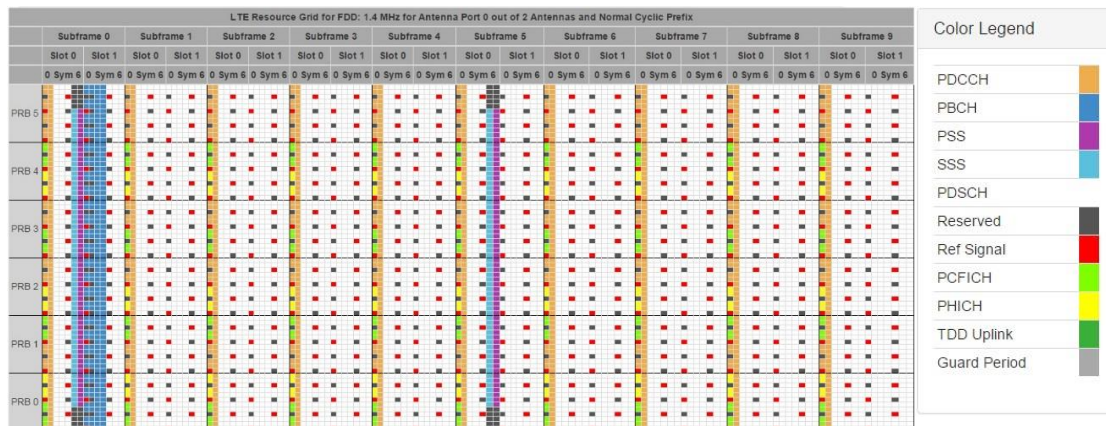 LTE Resource Grid for FDD: 1.4 MHz for Antenna Port 0 out of 2 Antennas and Normal Cyclic Prefix
Subframe 0 Subframe 1 Subframe 2 Subframe 3 Subframe 4 Subframe 5 Subframe 6 Subframe 7 Subframe 8 Subframe 9
Slot 0 Slot 1 Slot 0 Slot 1 Slot 0 Slot 1 Slot 0 Slot 1 Slot 0 Slot 1 Slot 0 Slot 1 Slot 0 Slot 1 Slot 0 Slot 1 Slot 0 Slot 1 Slot 0 Slot 1
0 Sym 6 0 Sym 6 0 Sym 6 0 Sym 6 0 Sym 6 0 Sym 6 0 Sym 6 0 Sym 6 0 Sym 6 0 Sym 6 0 Sym 6 0 Sym 6 0 Sym 6 0 Sym 6 0 Sym 6 0 Sym 6 0 Sym 6 0 Sym 6 0 Sym 6 0 Sym 6
PRB 5
PRB 4
PRB 3
PRB 2
PRB 1
PRB 0
Color Legend
PDCCH
PBCH
PSS
SSS
PDSCH
Reserved
Ref Signal
PCFICH
PHICH
TDD Uplink
Guard Period